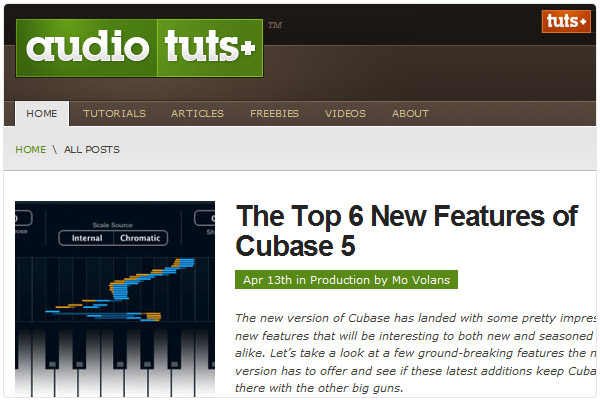 audio tuts+ ™
tuts+
HOME TUTORIALS ARTICLES FREEBIES VIDEOS ABOUT
HOME \ ALL POSTS
Scale Source
Internal Chromatic
The Top 6 New Features of
Cubase 5
Apr 13th in Production by Mo Volans
The new version of Cubase has landed with some pretty impres
new features that will be interesting to both new and seasoned
alike. Let's take a look at a few ground-breaking features the n
version has to offer and see if these latest additions keep Cuba
there with the other big guns.